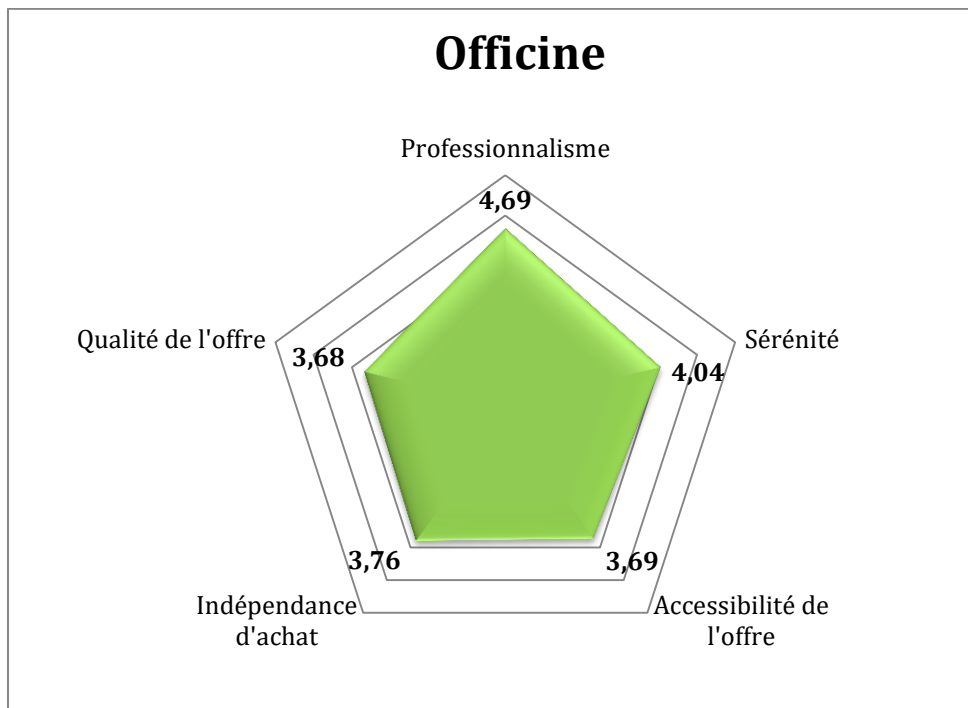 Officine
Professionnalisme
4,69
Qualité de l'offre
3,68
Sérénité
4,04
3,76
3,69
Indépendance
d'achat
Accessibilité de
l'offre